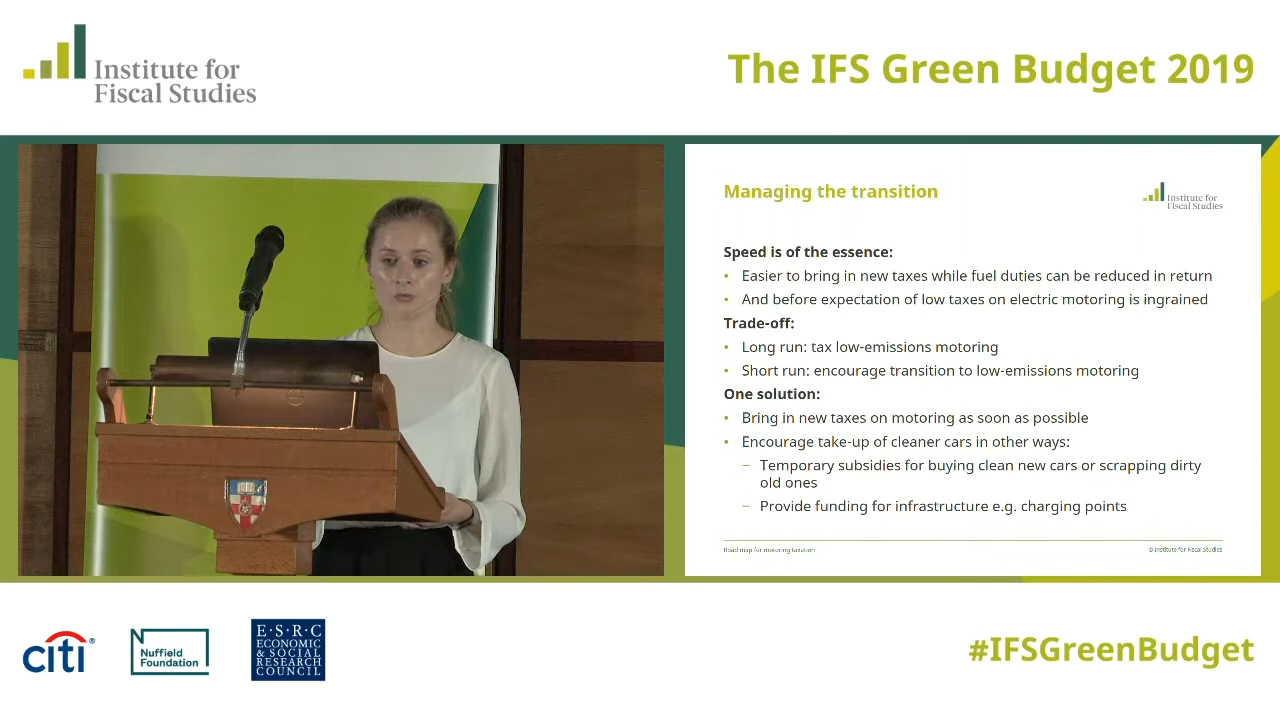 Institute for
Fiscal Studies
The IFS Green Budget 2019
Managing the transition
Institute for
Fiscal Studies
Speed is of the essence:
• Easier to bring in new taxes while fuel duties can be reduced in return
• And before expectation of low taxes on electric motoring is ingrained
Trade-off:
• Long run: tax low-emissions motoring
• Short run: encourage transition to low-emissions motoring
One solution:
• Bring in new taxes on motoring as soon as possible
• Encourage take-up of cleaner cars in other ways:
– Temporary subsidies for buying clean new cars or scrapping dirty
old ones
– Provide funding for infrastructure e.g. charging points
Road map for motoring taxation
© Institute for Fiscal Studies
citi®
Nuffield
Foundation
E·S·R·C
ECONOMIC
& SOCIAL
RESEARCH
COUNCIL
#IFSGreenBudget